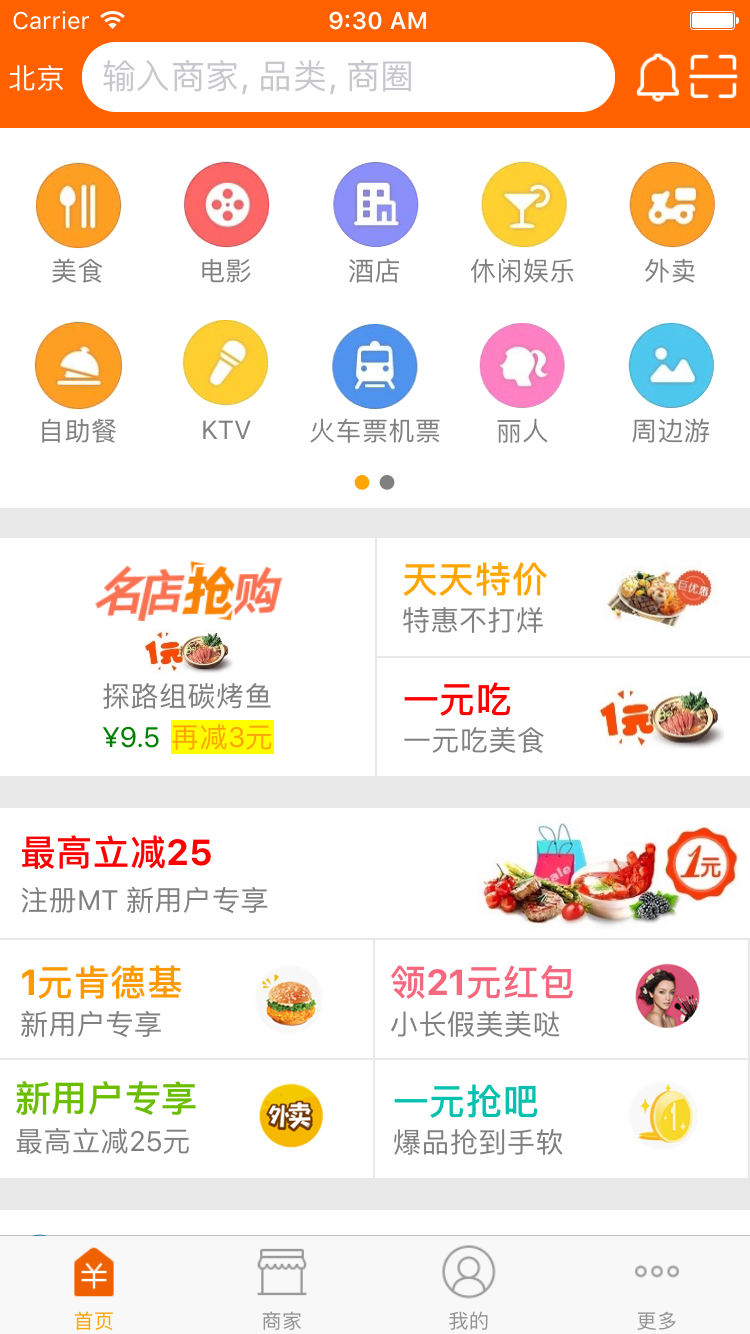 Carrier 9:30 AM
北京 输入商家, 品类, 商圈
美食 电影 酒店 休闲娱乐 外卖
自助餐 KTV 火车票机票 丽人 周边游
名店抢购
1元
探路组碳烤鱼
¥9.5 再减3元
天天特价
特惠不打烊
巨优惠
一元吃
一元吃美食
1元
最高立减25
注册MT 新用户专享
sale
1元
1元肯德基
新用户专享
领21元红包
小长假美美哒
新用户专享
最高立减25元
外卖
一元抢吧
爆品抢到手软
1
首页 商家 我的 更多